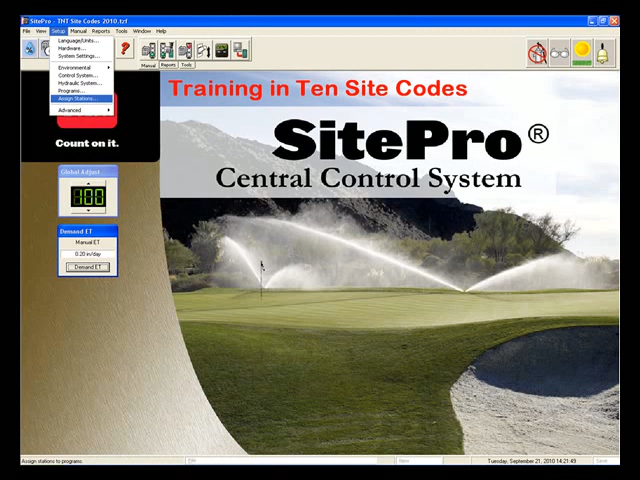 SitePro - TNT Site Codes 2010.tzf
File View Setup Manual Reports Tools Window Help
Language/Units...
Hardware...
System Settings...
Environmental
Control System...
Hydraulic System...
Programs...
Assign Stations...
Advanced
Manual Reports Tools
Training in Ten Site Codes
SitePro®
Central Control System
Count on it.
Global Adjust
100
Demand ET
Manual ET
0.20 in/day
Demand ET
Assign stations to programs
Tuesday, September 21, 2010 14:21:49